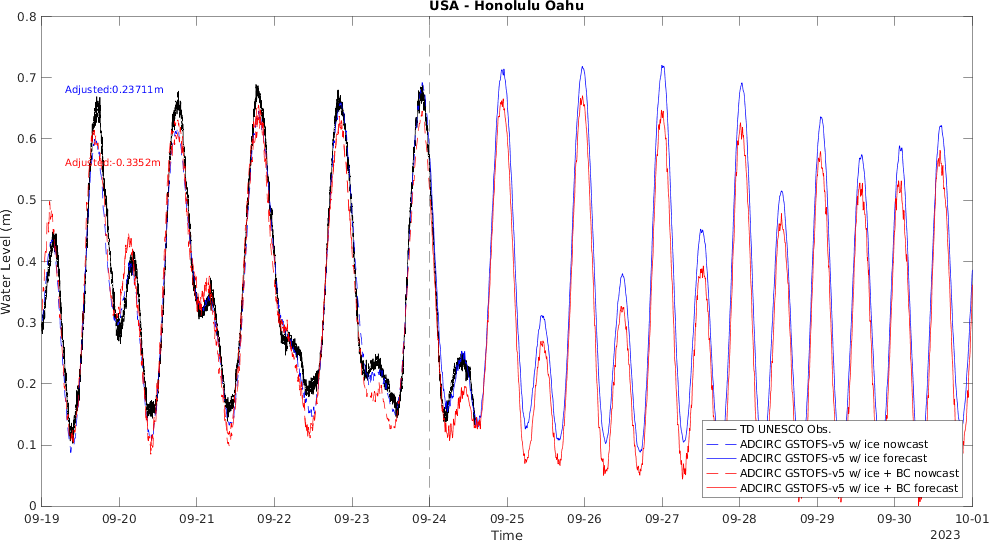 USA - Honolulu Oahu
0.8
0.7
0.6
0.5
0.4
0.3
0.2
0.1
0
Water Level (m)
Adjusted:0.23711m
Adjusted:-0.3352m
TD UNESCO Obs.
ADCIRC GSTOFS-v5 w/ ice nowcast
ADCIRC GSTOFS-v5 w/ ice forecast
ADCIRC GSTOFS-v5 w/ ice + BC nowcast
ADCIRC GSTOFS-v5 w/ ice + BC forecast
09-19 09-20 09-21 09-22 09-23 09-24 09-25 09-26 09-27 09-28 09-29 09-30 10-01
Time
2023